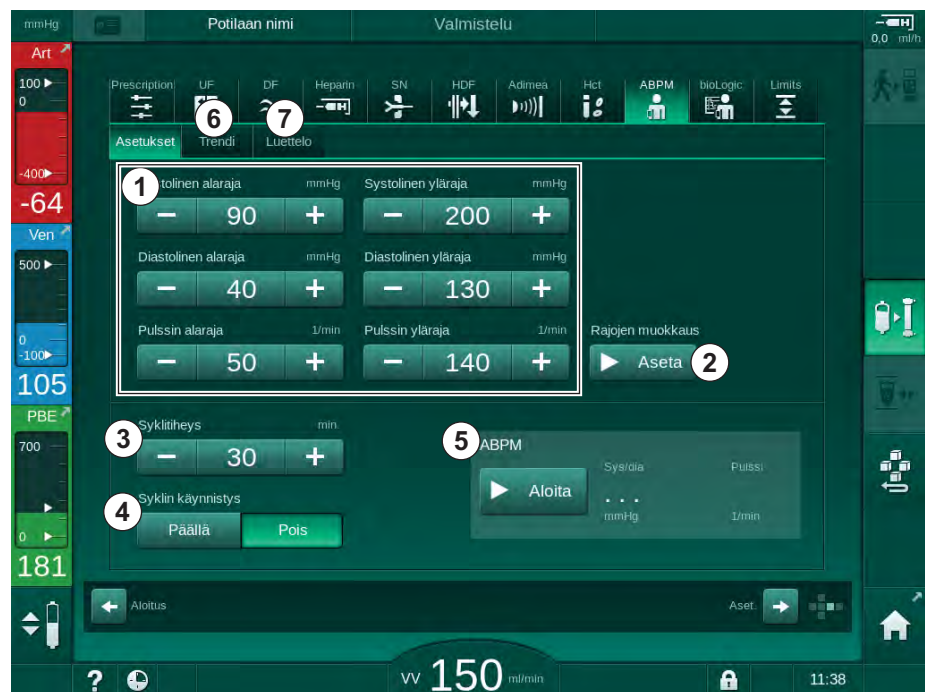 mmHg
Potilaan nimi
Valmistelu
0,0 ml/h
Art
100
0
-400
-64
Ven
500
0
-100
105
PBE
700
0
181
Prescription UF DF Heparin SN HDF Adimea Hct ABPM bioLogic Limits
6 7
Asetukset Trendi Luettelo
1
tolinen alaraja mmHg Systolinen yläraja mmHg
− 90 + − 200 +
Diastolinen alaraja mmHg Diastolinen yläraja mmHg
− 40 + − 130 +
Pulssin alaraja 1/min Pulssin yläraja 1/min Rajojen muokkaus
− 50 + − 140 + Aseta 2
Syklitiheys min
3
− 30 +
Syklin käynnistys
4
Päällä Pois
5 ABPM
Sys/dia Pulssi
Aloita . . .
mmHg 1/min
Aloitus Aset.
? VV 150 ml/min 11:38